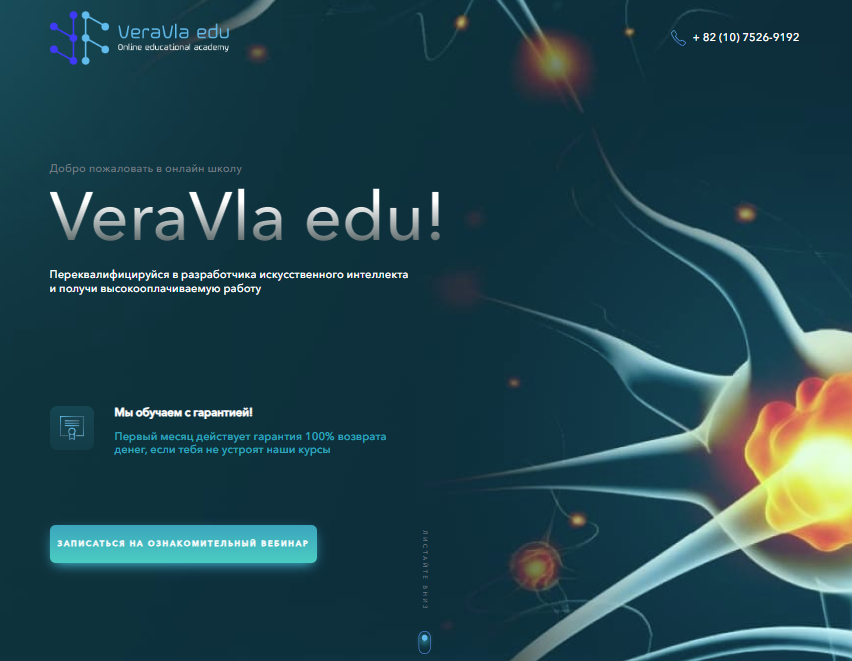 VeraVla edu
Online educational academy
+ 82 (10) 7526-9192
Добро пожаловать в онлайн школу
VeraVla edu!
Переквалифицируйся в разработчика искусственного интеллекта
и получи высокооплачиваемую работу
Мы обучаем с гарантией!
Первый месяц действует гарантия 100% возврата
денег, если тебя не устроят наши курсы
ЗАПИСАТЬСЯ НА ОЗНАКОМИТЕЛЬНЫЙ ВЕБИНАР
ЛИСТАЙТЕ ВНИЗ